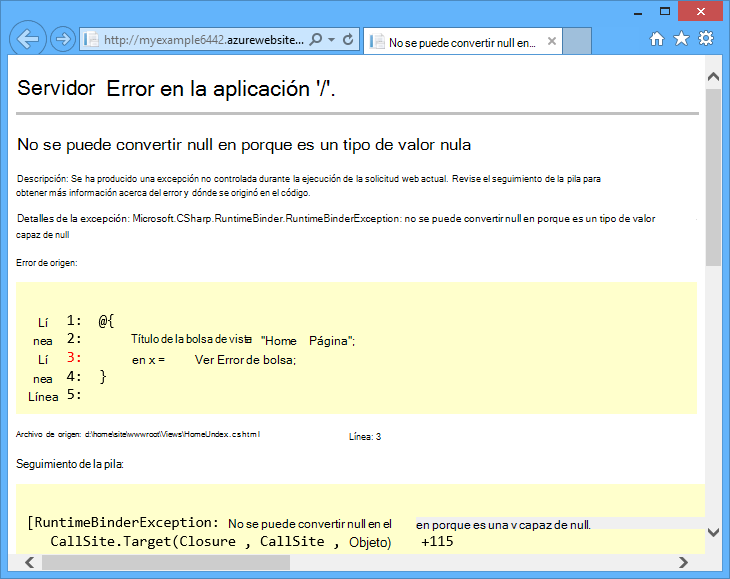 http://myexample6442.azurewebsite...
No se puede convertir null en...
Servidor Error en la aplicación '/'.
No se puede convertir null en porque es un tipo de valor nula
Descripción: Se ha producido una excepción no controlada durante la ejecución de la solicitud web actual. Revise el seguimiento de la pila para
obtener más información acerca del error y dónde se originó en el código.
Detalles de la excepción: Microsoft.CSharp.RuntimeBinder.RuntimeBinderException: no se puede convertir null en porque es un tipo de valor
capaz de null
Error de origen:
Lí 1: @{
nea 2: Título de la bolsa de vista "Home Página";
Lí 3: en x = Ver Error de bolsa;
nea 4: }
Línea 5:
Archivo de origen: d:\home\site\wwwroot\Views\Home\Index.cshtml Línea: 3
Seguimiento de la pila:
[RuntimeBinderException: No se puede convertir null en el en porque es una v capaz de null.
CallSite.Target(Closure , CallSite , Objeto) +115